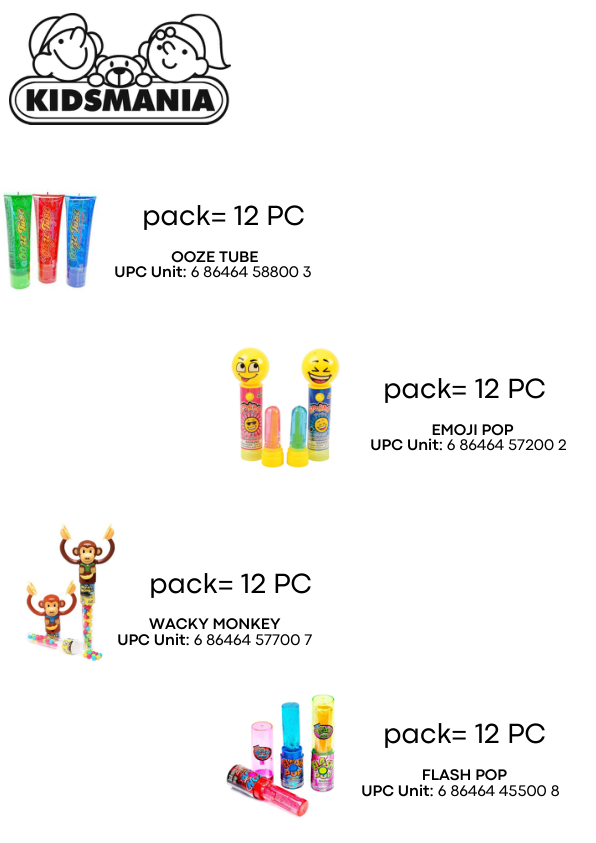 KIDSMANIA
pack= 12 PC
OOZE TUBE
UPC Unit: 6 86464 58800 3
pack= 12 PC
EMOJI POP
UPC Unit: 6 86464 57200 2
pack= 12 PC
WACKY MONKEY
UPC Unit: 6 86464 57700 7
pack= 12 PC
FLASH POP
UPC Unit: 6 86464 45500 8